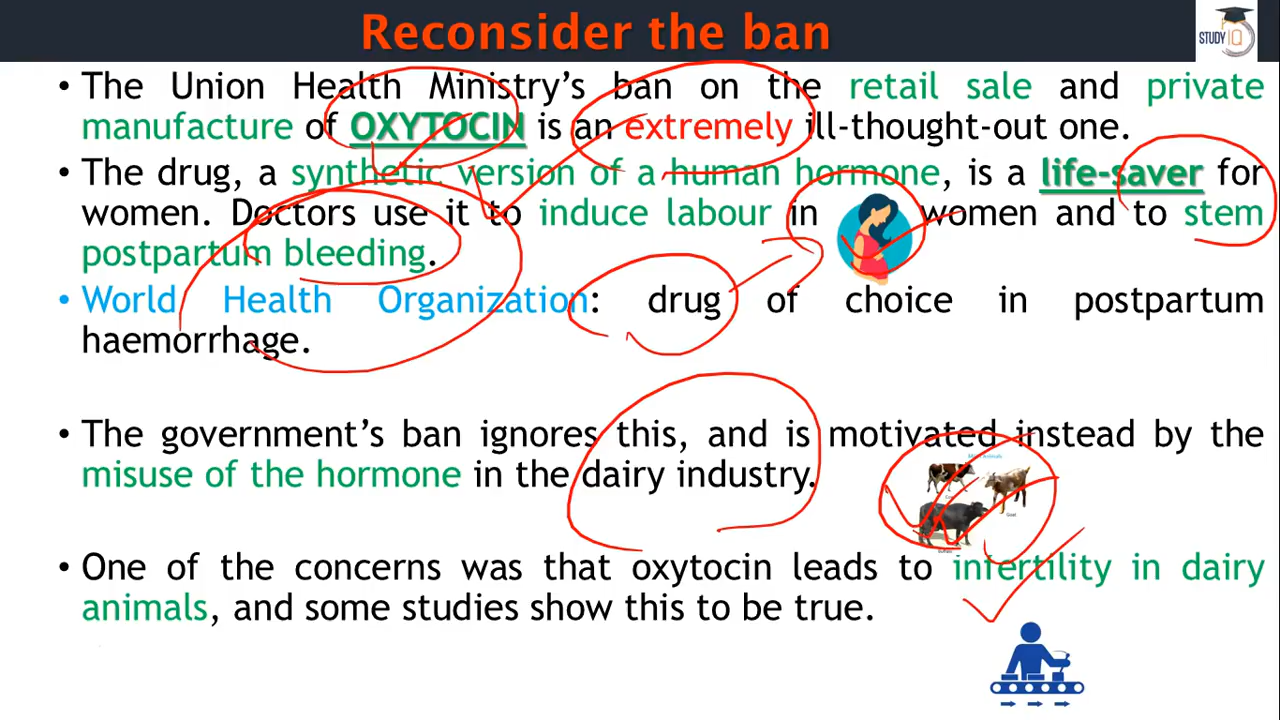 Reconsider the ban
STUDY IQ
• The Union Health Ministry's ban on the retail sale and private
manufacture of OXYTOCIN is an extremely ill-thought-out one.
• The drug, a synthetic version of a human hormone, is a life-saver for
women. Doctors use it to induce labour in women and to stem
postpartum bleeding.
• World Health Organization: drug of choice in postpartum
haemorrhage.
• The government's ban ignores this, and is motivated instead by the
misuse of the hormone in the dairy industry.
Goat
• One of the concerns was that oxytocin leads to infertility in dairy
animals, and some studies show this to be true.